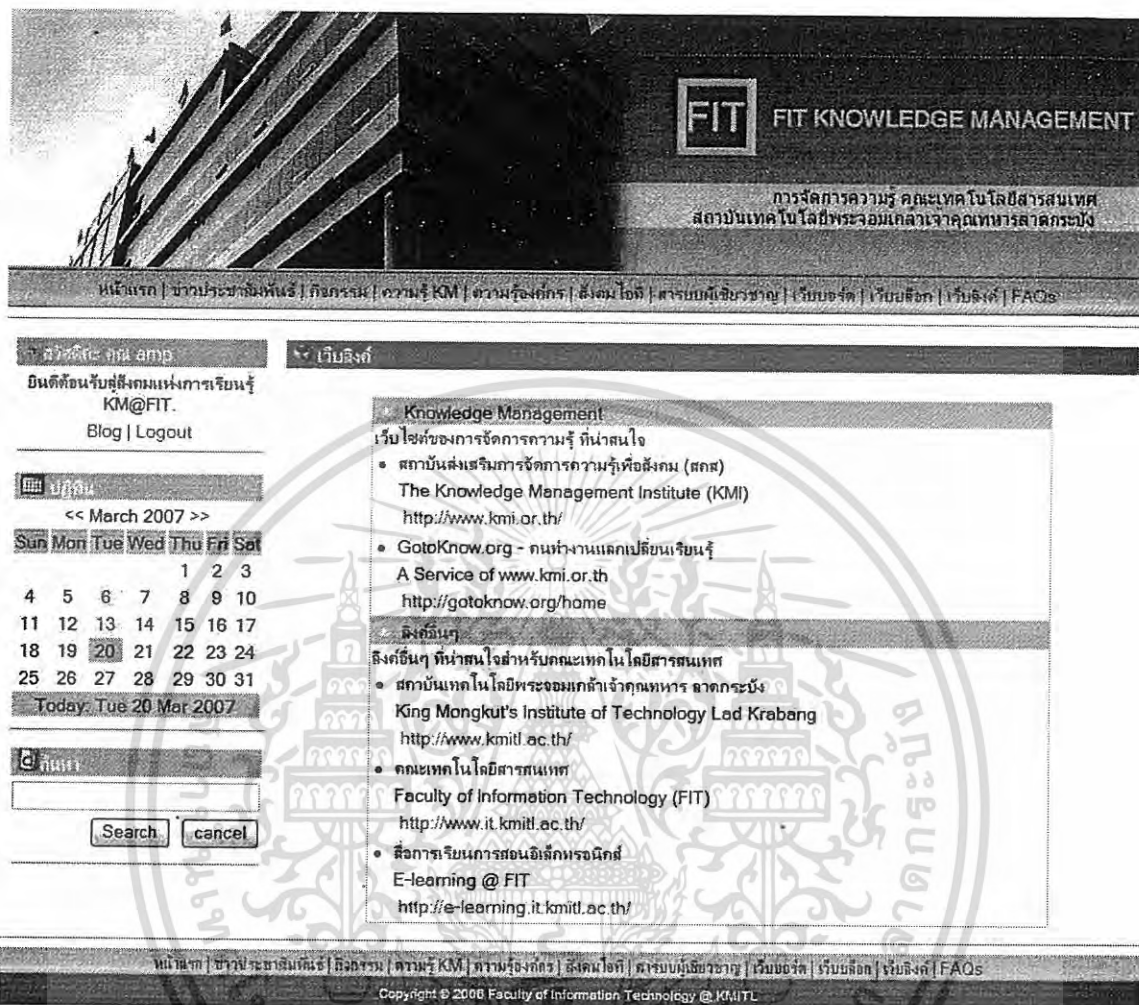 FIT
FIT KNOWLEDGE MANAGEMENT
การจัดการความรู้ คณะเทคโนโลยีสารสนเทศ
สถาบันเทคโนโลยีพระจอมเกล้าเจ้าคุณทหารลาดกระบัง
หน้าแรก | ข่าวประชาสัมพันธ์ | กิจกรรม | ความรู้ KM | ความรู้องค์กร | สังคมไอที | สารบบผู้เชี่ยวชาญ | เว็บบอร์ด | เว็บบล็อก | เว็บลิงค์ | FAQs
สวัสดีค่ะ คุณ amp
ยินดีต้อนรับสู่สังคมแห่งการเรียนรู้
KM@FIT.
Blog | Logout
ปฏิทิน
<< March 2007 >>
Sun Mon Tue Wed Thu Fri Sat
1 2 3
4 5 6 7 8 9 10
11 12 13 14 15 16 17
18 19 20 21 22 23 24
25 26 27 28 29 30 31
Today: Tue 20 Mar 2007
ค้นหา
Search cancel
เว็บลิงค์
Knowledge Management
เว็บไซต์ของการจัดการความรู้ ที่น่าสนใจ
สถาบันส่งเสริมการจัดการความรู้เพื่อสังคม (สคส)
The Knowledge Management Institute (KMI)
http://www.kmi.or.th/
GotoKnow.org - คนทำงานแลกเปลี่ยนเรียนรู้
A Service of www.kmi.or.th
http://gotoknow.org/home
ลิงค์อื่นๆ
ลิงค์อื่นๆ ที่น่าสนใจสำหรับคณะเทคโนโลยีสารสนเทศ
สถาบันเทคโนโลยีพระจอมเกล้าเจ้าคุณทหาร ลาดกระบัง
King Mongkut's Institute of Technology Lad Krabang
http://www.kmitl.ac.th/
คณะเทคโนโลยีสารสนเทศ
Faculty of Information Technology (FIT)
http://www.it.kmitl.ac.th/
สื่อการเรียนการสอนอิเล็กทรอนิกส์
E-learning @ FIT
http://e-learning.it.kmitl.ac.th/
หน้าแรก | ข่าวประชาสัมพันธ์ | กิจกรรม | ความรู้ KM | ความรู้องค์กร | สังคมไอที | สารบบผู้เชี่ยวชาญ | เว็บบอร์ด | เว็บบล็อก | เว็บลิงค์ | FAQs
Copyright © 2006 Faculty of Information Technology @ KMITL